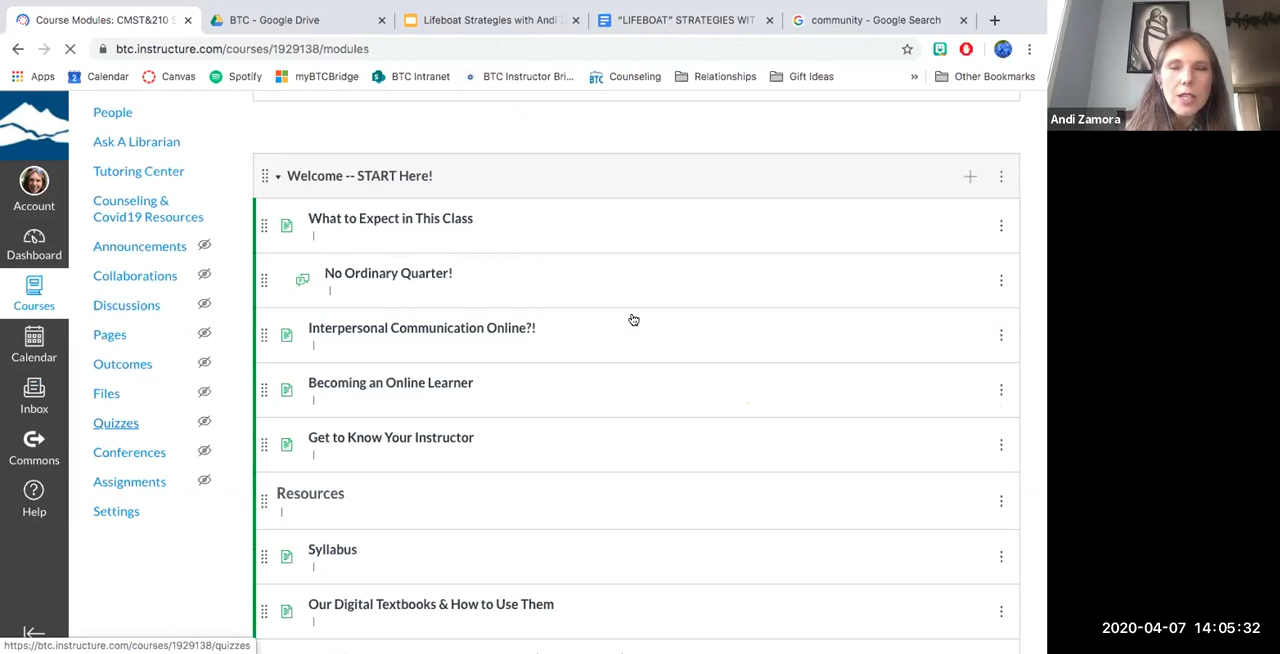 Course Modules: CMST&210 S
BTC - Google Drive
Lifeboat Strategies with Andi Z
"LIFEBOAT" STRATEGIES WIT
community - Google Search
btc.instructure.com/courses/1929138/modules
Apps
Calendar
Canvas
Spotify
myBTCBridge
BTC Intranet
BTC Instructor Bri...
BTC
Counseling
Relationships
Gift Ideas
»
Other Bookmarks
Andi Zamora
Account
Dashboard
Courses
Calendar
Inbox
Commons
Help
People
Ask A Librarian
Tutoring Center
Counseling &
Covid19 Resources
Announcements
Collaborations
Discussions
Pages
Outcomes
Files
Quizzes
Conferences
Assignments
Settings
Welcome -- START Here!
What to Expect in This Class
No Ordinary Quarter!
Interpersonal Communication Online?!
Becoming an Online Learner
Get to Know Your Instructor
Resources
Syllabus
Our Digital Textbooks & How to Use Them
https://btc.instructure.com/courses/1929138/quizzes
2020-04-07 14:05:32